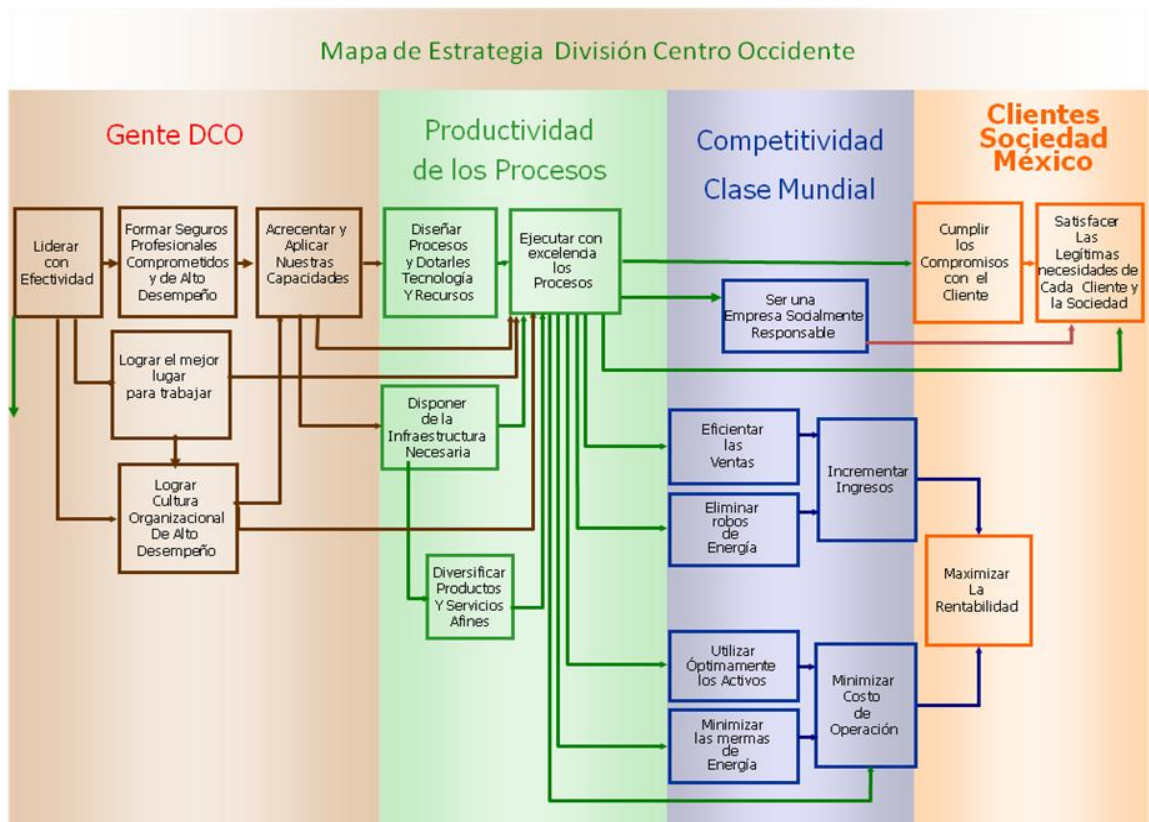 Mapa de Estrategia División Centro Occidente
Gente DCO
Productividad
de los Procesos
Competitividad
Clase Mundial
Clientes
Sociedad
México
Liderar
con
Efectividad
Formar Seguros
Profesionales
Comprometidos
y de Alto
Desempeño
Acrecentar y
Aplicar
Nuestras
Capacidades
Lograr el mejor
lugar
para trabajar
Lograr
Cultura
Organizacional
De Alto
Desempeño
Diseñar
Procesos
y Dotarles
Tecnología
Y Recursos
Ejecutar con
excelencia
los
Procesos
Disponer
de la
Infraestructura
Necesaria
Diversificar
Productos
Y Servicios
Afines
Ser una
Empresa Socialmente
Responsable
Eficientar
las
Ventas
Eliminar
robos
de
Energía
Incrementar
Ingresos
Utilizar
Óptimamente
los Activos
Minimizar
las mermas
de
Energía
Minimizar
Costo
de
Operación
Cumplir
los
Compromisos
con el
Cliente
Satisfacer
Las
Legítimas
necesidades de
Cada Cliente y
la Sociedad
Maximizar
La
Rentabilidad